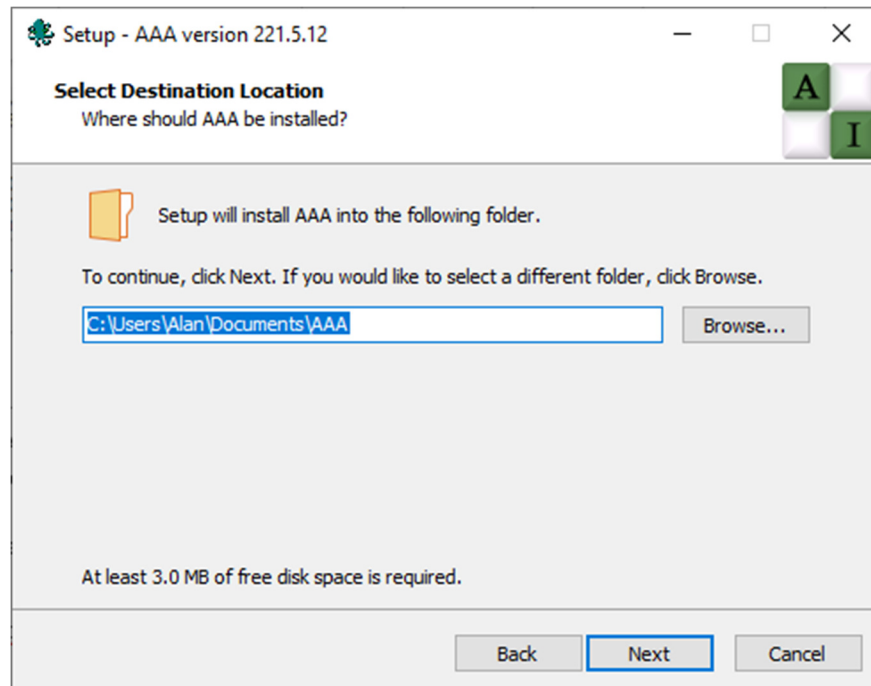 Setup - AAA version 221.5.12
Select Destination Location
Where should AAA be installed?
A
I
Setup will install AAA into the following folder.
To continue, click Next. If you would like to select a different folder, click Browse.
C:\Users\Alan\Documents\AAA
Browse...
At least 3.0 MB of free disk space is required.
Back
Next
Cancel